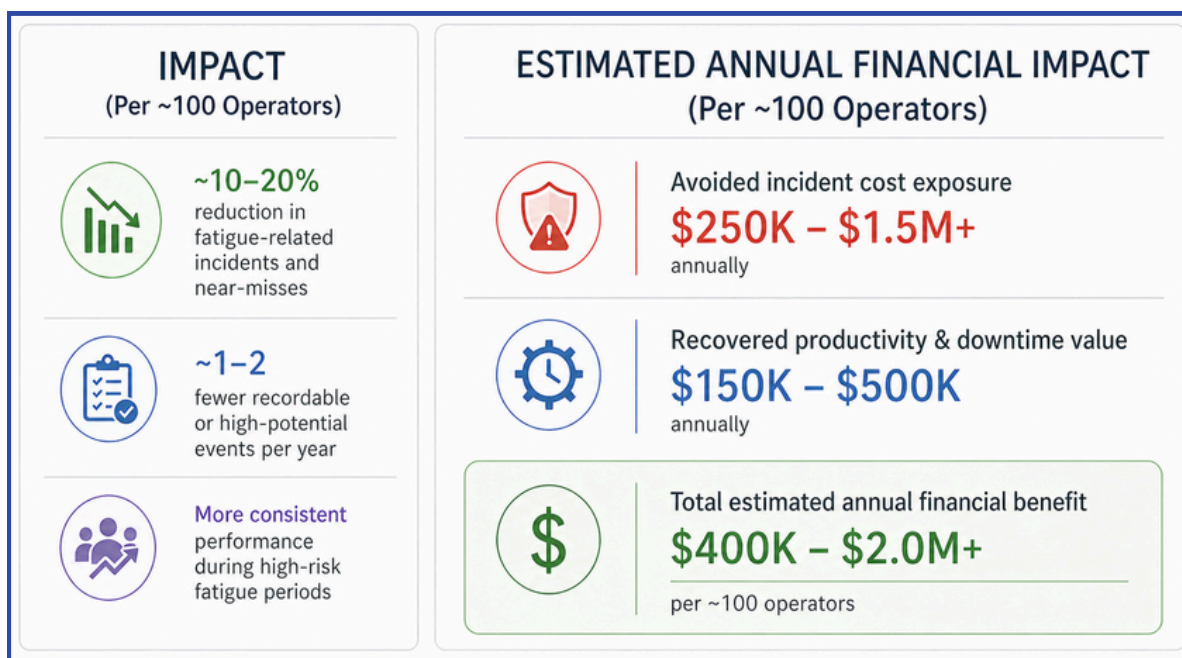 IMPACT
(Per ~100 Operators)
~10–20%
reduction in
fatigue-related
incidents and
near-misses
~1–2
fewer recordable
or high-potential
events per year
More consistent
performance
during high-risk
fatigue periods
ESTIMATED ANNUAL FINANCIAL IMPACT
(Per ~100 Operators)
Avoided incident cost exposure
$250K – $1.5M+
annually
Recovered productivity & downtime value
$150K – $500K
annually
$
Total estimated annual financial benefit
$400K – $2.0M+
per ~100 operators